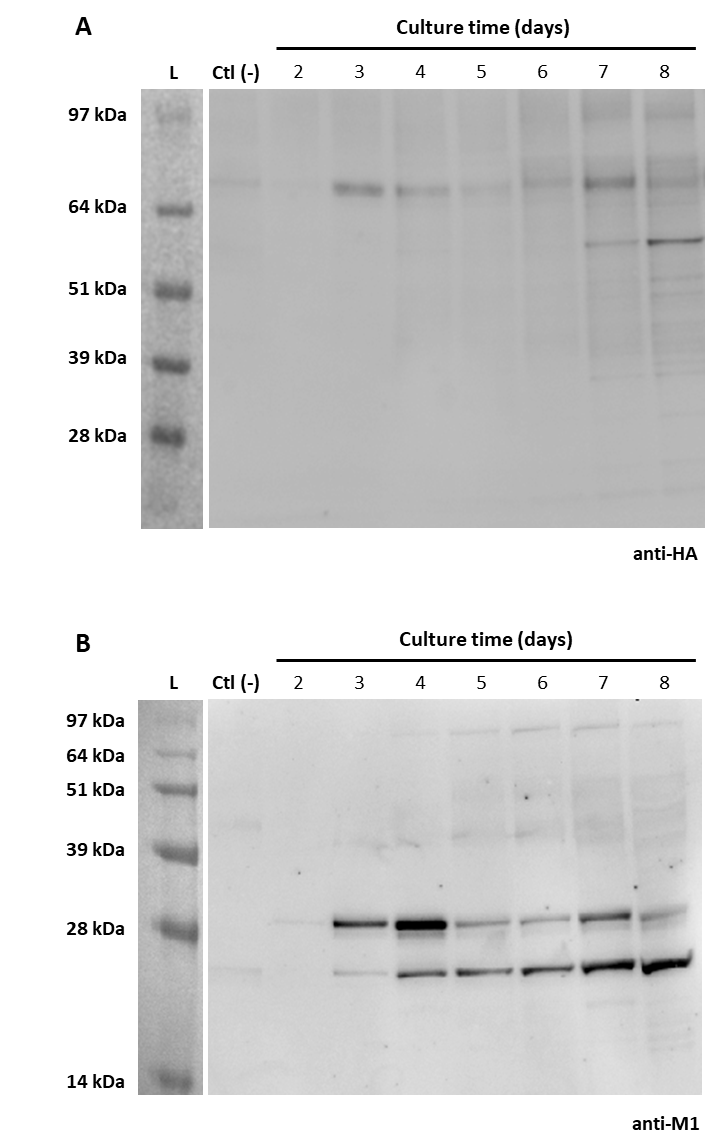 A
Culture time (days)
L Ctl (-) 2 3 4 5 6 7 8
97 kDa
64 kDa
51 kDa
39 kDa
28 kDa
anti-HA
B
Culture time (days)
L Ctl (-) 2 3 4 5 6 7 8
97 kDa
64 kDa
51 kDa
39 kDa
28 kDa
14 kDa
anti-M1